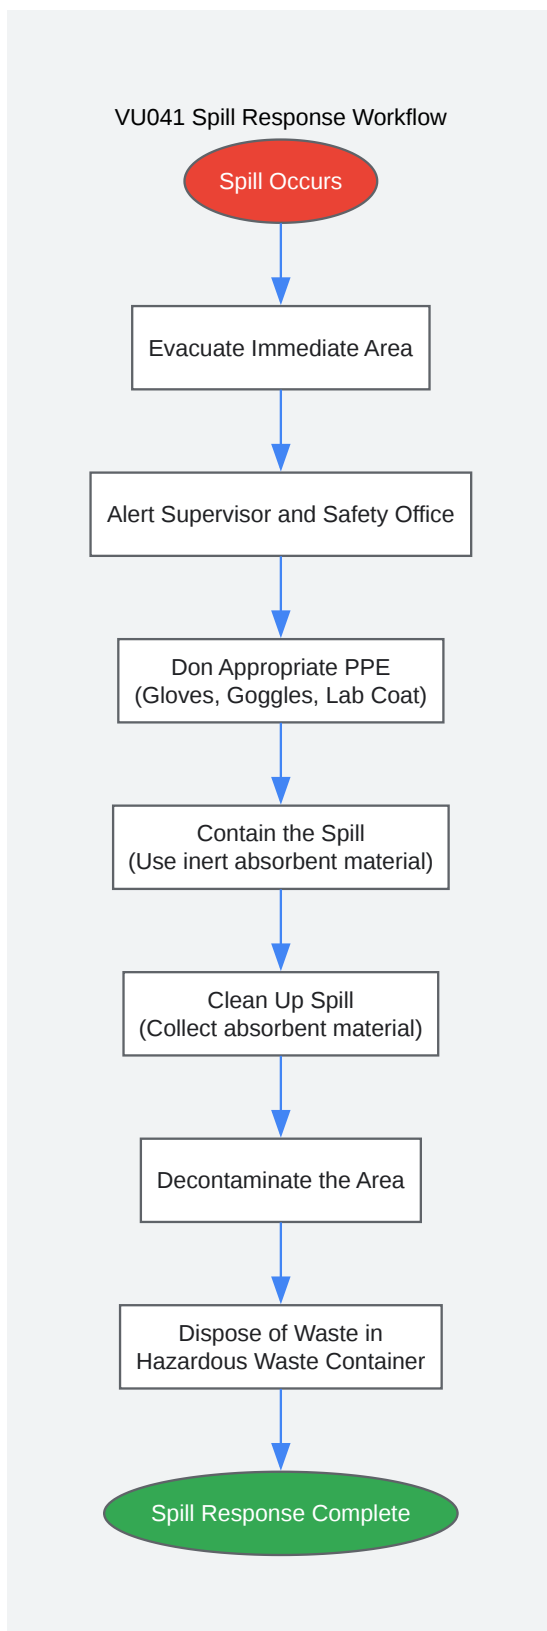 VU041 Spill Response Workflow
Spill Occurs
Evacuate Immediate Area
Alert Supervisor and Safety Office
Don Appropriate PPE
(Gloves, Goggles, Lab Coat)
Contain the Spill
(Use inert absorbent material)
Clean Up Spill
(Collect absorbent material)
Decontaminate the Area
Dispose of Waste in
Hazardous Waste Container
Spill Response Complete